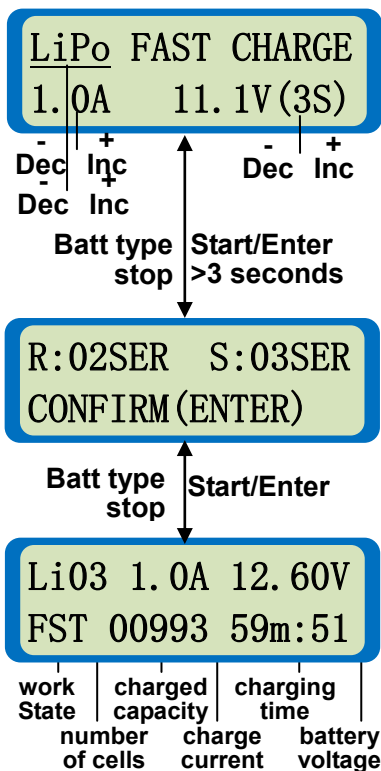 LiPo FAST CHARGE
1.0A 11.1V(3S)
- + - +
Dec Inc Dec Inc
- +
Dec Inc
Batt type Start/Enter
stop >3 seconds
R:02SER S:03SER
CONFIRM(ENTER)
Batt type Start/Enter
stop
Li03 1.0A 12.60V
FST 00993 59m:51
work charged charging
State capacity time
number charge battery
of cells current voltage